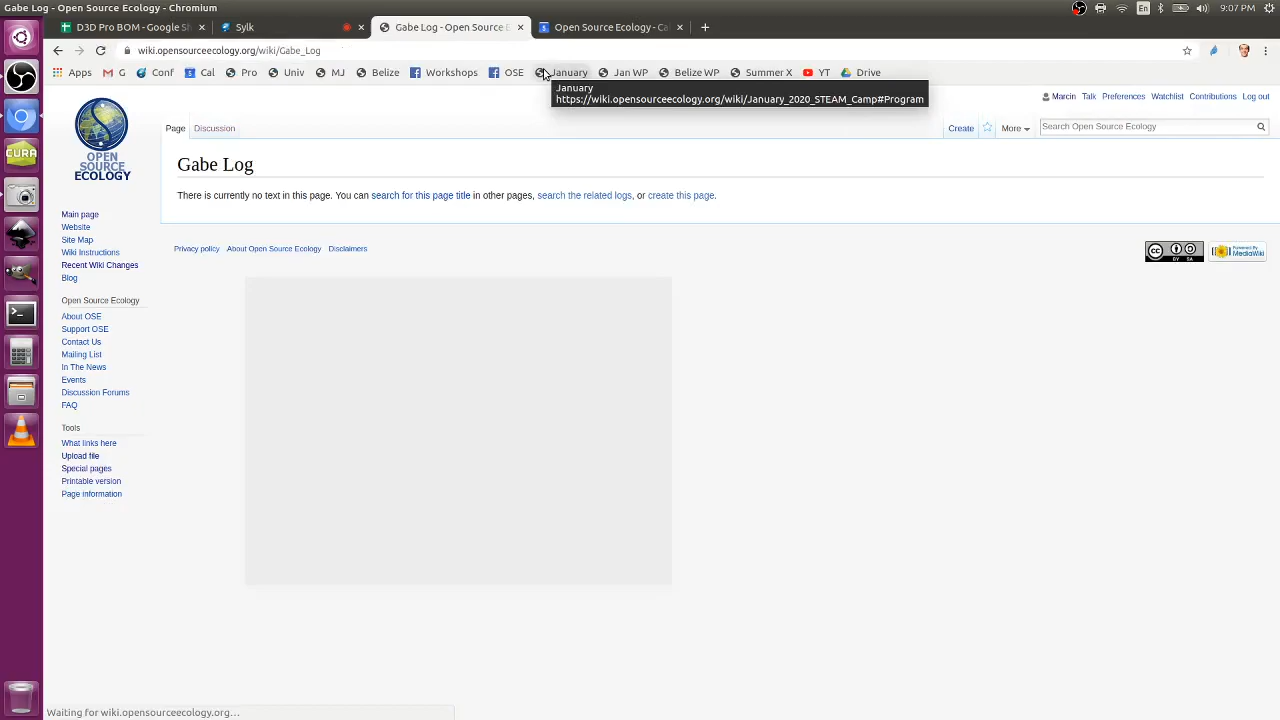 Gabe Log - Open Source Ecology - Chromium
En
9:07 PM
D3D Pro BOM - Google Sh
Sylk
Gabe Log - Open Source E
Open Source Ecology - Ca
wiki.opensourceecology.org/wiki/Gabe_Log
Apps
G
Conf
Cal
Pro
Univ
MJ
Belize
Workshops
OSE
January
Jan WP
Belize WP
Summer X
YT
Drive
January
https://wiki.opensourceecology.org/wiki/January_2020_STEAM_Camp#Program
Marcin
Talk
Preferences
Watchlist
Contributions
Log out
OPEN
SOURCE
ECOLOGY
Page
Discussion
Create
More
Search Open Source Ecology
Gabe Log
There is currently no text in this page. You can search for this page title in other pages, search the related logs, or create this page.
Main page
Website
Site Map
Wiki Instructions
Recent Wiki Changes
Blog
Privacy policy
About Open Source Ecology
Disclaimers
CC
BY SA
Powered By
MediaWiki
Open Source Ecology
About OSE
Support OSE
Contact Us
Mailing List
In The News
Events
Discussion Forums
FAQ
Tools
What links here
Upload file
Special pages
Printable version
Page information
CURA
Waiting for wiki.opensourceecology.org...